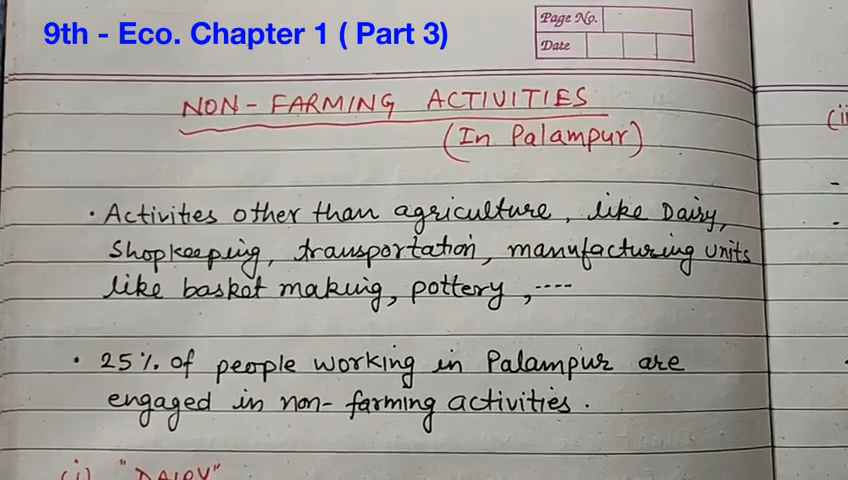 9th - Eco. Chapter 1 ( Part 3)
Page No.
Date
NON-FARMING ACTIVITIES
(In Palampur)
(ii
• Activities other than agriculture, like Dairy,
Shopkeeping, transportation, manufacturing units
like basket making, pottery, ----
• 25%. of people working in Palampur are
engaged in non-farming activities.
(i) "DAIRY"